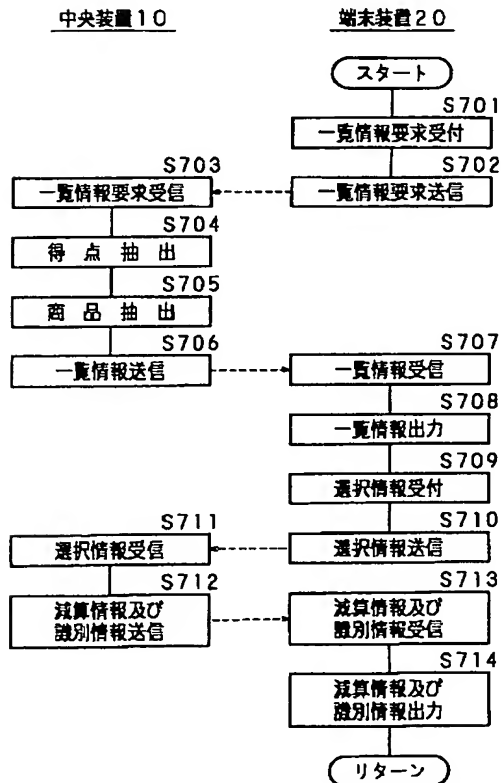 中央装置10 端末装置20
スタート
S701
一覧情報要求受付
S703 S702
一覧情報要求受信 一覧情報要求送信
S704
得点抽出
S705
商品抽出
S706 S707
一覧情報送信 一覧情報受信
S708
一覧情報出力
S709
選択情報受付
S711 S710
選択情報受信 選択情報送信
S712 S713
減算情報及び 減算情報及び
識別情報送信 識別情報受信
S714
減算情報及び
識別情報出力
リターン